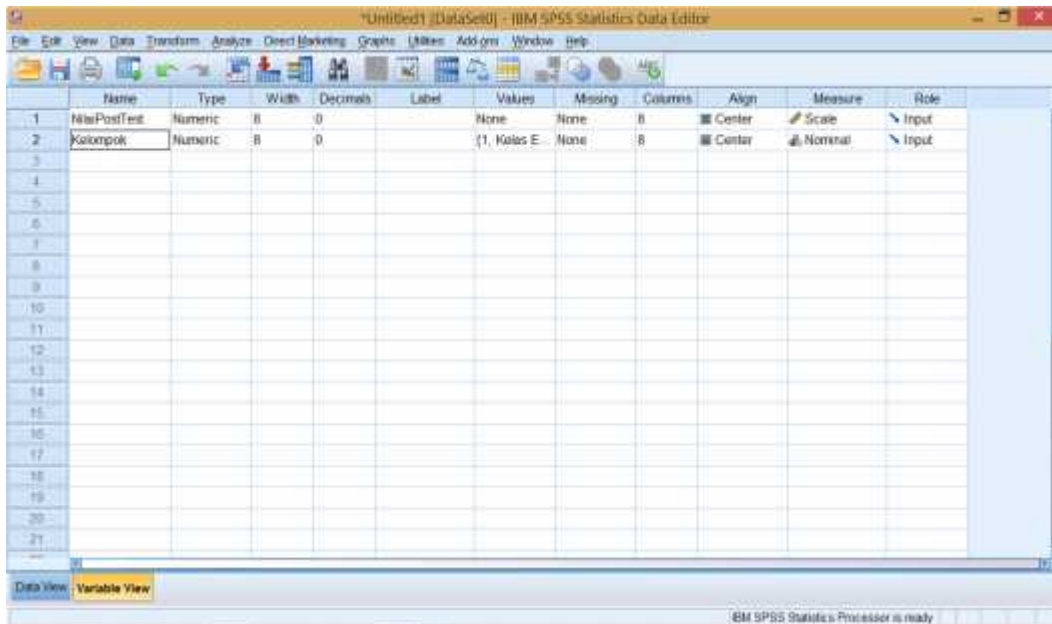 *Untitled1 [DataSet0] - IBM SPSS Statistics Data Editor
File Edit View Data Transform Analyze Direct Marketing Graphs Utilities Add-ons Window Help
Name Type Width Decimals Label Values Missing Columns Align Measure Role
1 NilaiPostTest Numeric 8 0 None None 8 Center Scale Input
2 Kelompok Numeric 8 0 {1, Kelas E... None 8 Center Nominal Input
3
4
5
6
7
8
9
10
11
12
13
14
15
16
17
18
19
20
21
Data View Variable View
IBM SPSS Statistics Processor is ready